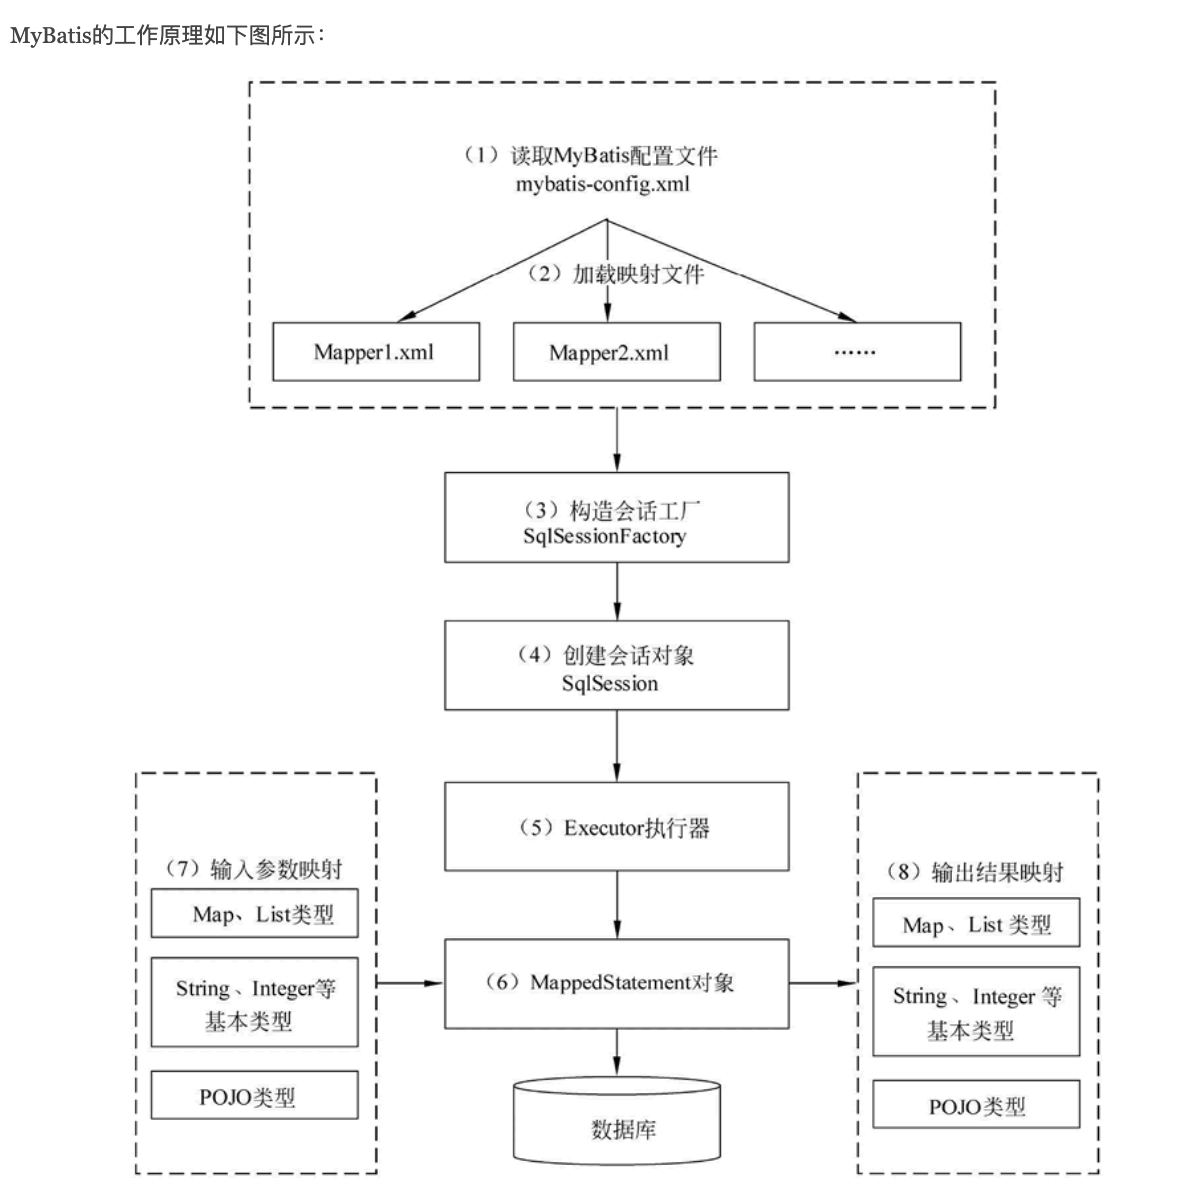 MyBatis的工作原理如下图所示：
（1）读取MyBatis配置文件
mybatis-config.xml
（2）加载映射文件
Mapper1.xml
Mapper2.xml
······
（3）构造会话工厂
SqlSessionFactory
（4）创建会话对象
SqlSession
（5）Executor执行器
（7）输入参数映射
Map、List类型
String、Integer等
基本类型
POJO类型
（6）MappedStatement对象
（8）输出结果映射
Map、List 类型
String、Integer 等
基本类型
POJO类型
数据库